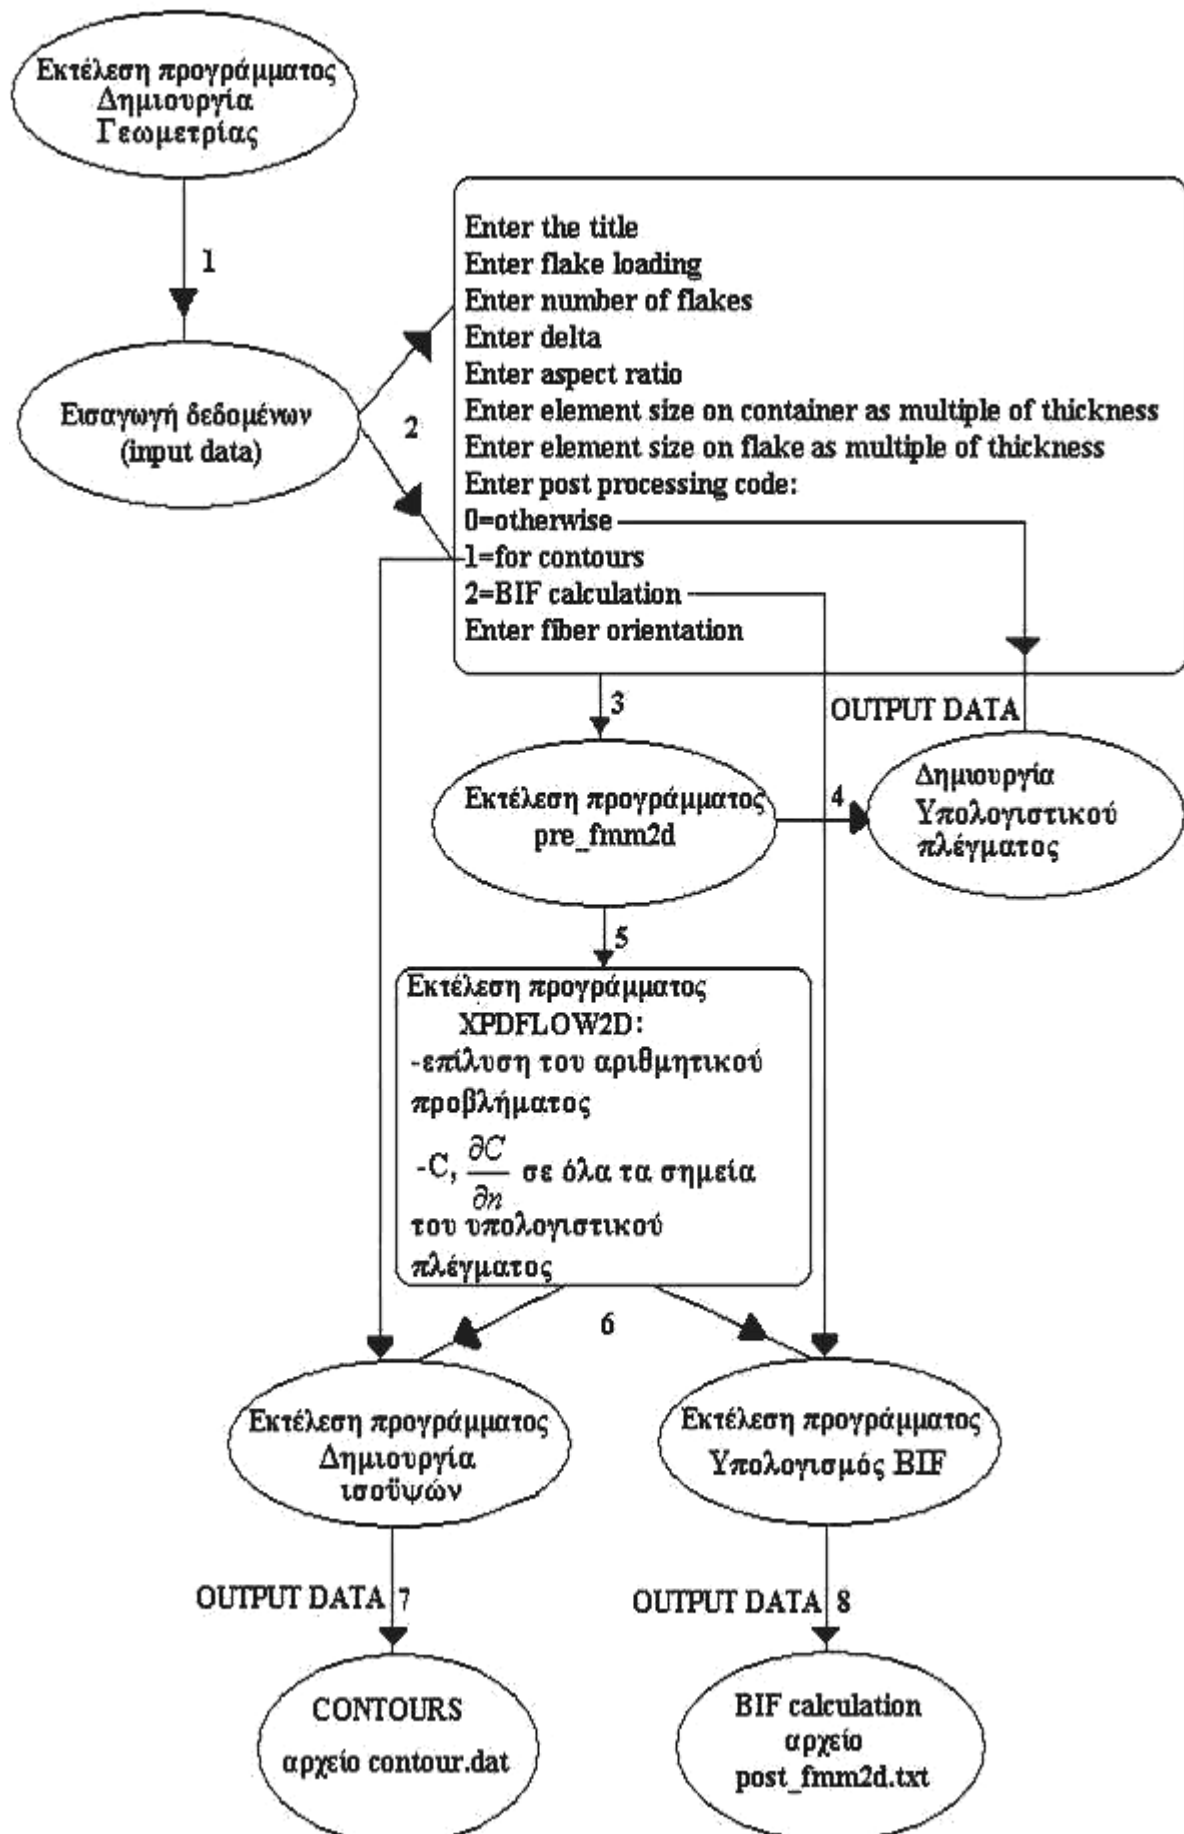 Εκτέλεση προγράμματος
Δημιουργία
Γεωμετρίας
1
Εισαγωγή δεδομένων
(input data)
2
Enter the title
Enter flake loading
Enter number of flakes
Enter delta
Enter aspect ratio
Enter element size on container as multiple of thickness
Enter element size on flake as multiple of thickness
Enter post processing code:
0=otherwise
1=for contours
2=BIF calculation
Enter fiber orientation
3
OUTPUT DATA
Εκτέλεση προγράμματος
pre_fmm2d
4
Δημιουργία
Υπολογιστικού
πλέγματος
5
Εκτέλεση προγράμματος
XPDFLOW2D:
-επίλυση του αριθμητικού
προβλήματος
-C, ∂C/∂n σε όλα τα σημεία
του υπολογιστικού
πλέγματος
6
Εκτέλεση προγράμματος
Δημιουργία
ισοϋψών
Εκτέλεση προγράμματος
Υπολογισμός BIF
OUTPUT DATA 7
OUTPUT DATA 8
CONTOURS
αρχείο contour.dat
BIF calculation
αρχείο
post_fmm2d.txt